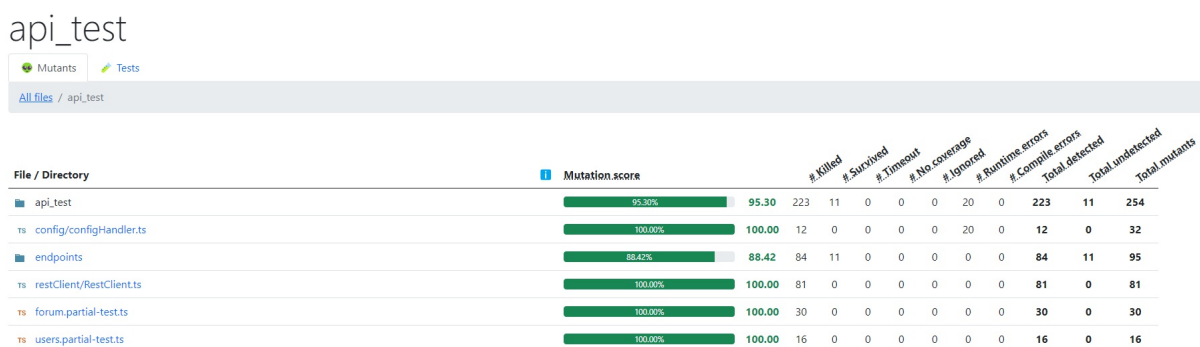 api_test
Mutants Tests
All files / api_test
File / Directory i Mutation score # Killed # Survived # Timeout # No coverage # Ignored # Runtime errors # Compile errors Total detected Total undetected Total mutants
api_test 95.30% 95.30 223 11 0 0 0 20 0 223 11 254
TS config/configHandler.ts 100.00% 100.00 12 0 0 0 0 20 0 12 0 32
endpoints 88.42% 88.42 84 11 0 0 0 0 0 84 11 95
TS restClient/RestClient.ts 100.00% 100.00 81 0 0 0 0 0 0 81 0 81
TS forum.partial-test.ts 100.00% 100.00 30 0 0 0 0 0 0 30 0 30
TS users.partial-test.ts 100.00% 100.00 16 0 0 0 0 0 0 16 0 16